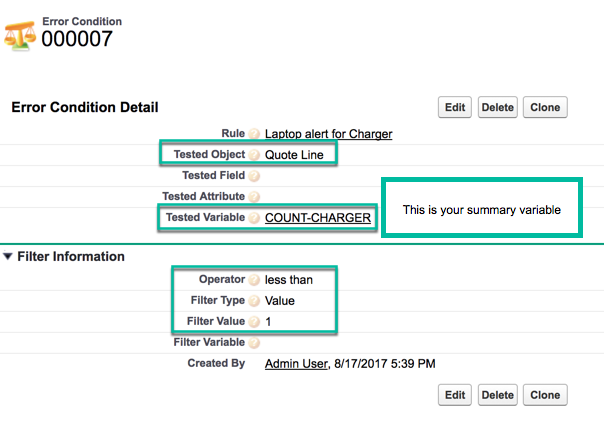 Error Condition
000007
Error Condition Detail
Edit Delete Clone
Rule ? Laptop alert for Charger
Tested Object ? Quote Line
Tested Field ?
Tested Attribute ?
This is your summary variable
Tested Variable ? COUNT-CHARGER
Filter Information
Operator ? less than
Filter Type ? Value
Filter Value ? 1
Filter Variable ?
Created By Admin User, 8/17/2017 5:39 PM
Edit Delete Clone